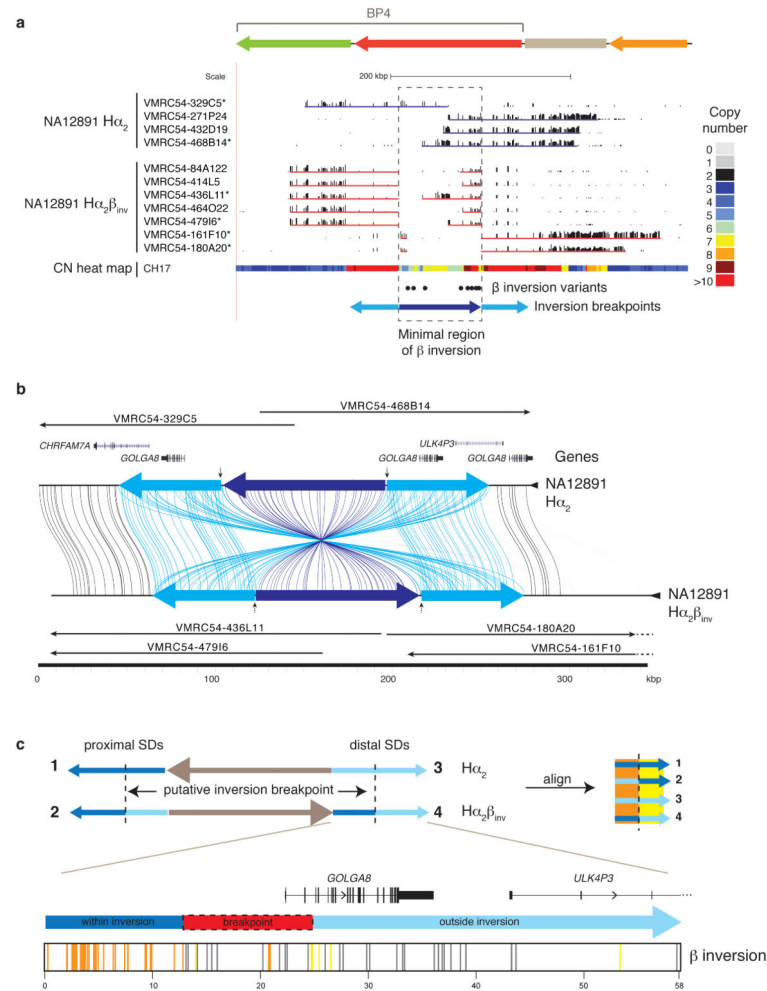 a
BP4
Scale
200 kbp
NA12891 Hα2
VMRC54-329C5*
VMRC54-271P24
VMRC54-432D19
VMRC54-468B14*
NA12891 Hα2βinv
VMRC54-84A122
VMRC54-414L5
VMRC54-436L11*
VMRC54-464O22
VMRC54-479I6*
VMRC54-161F10*
VMRC54-180A20*
CN heat map
CH17
Copy
number
0
1
2
3
4
5
6
7
8
9
>10
β inversion variants
Inversion breakpoints
Minimal region
of β inversion
b
VMRC54-468B14
VMRC54-329C5
CHRFAM7A
ULK4P3
GOLGA8
GOLGA8
GOLGA8
Genes
NA12891
Hα2
NA12891
Hα2βinv
VMRC54-436L11
VMRC54-180A20
VMRC54-479I6
VMRC54-161F10
0 100 200 300 kbp
c
proximal SDs
distal SDs
1
3
Hα2
putative inversion breakpoint
2
4
Hα2βinv
align
1
2
3
4
GOLGA8
ULK4P3
within inversion
breakpoint
outside inversion
β inversion
0 10 20 30 40 50 58